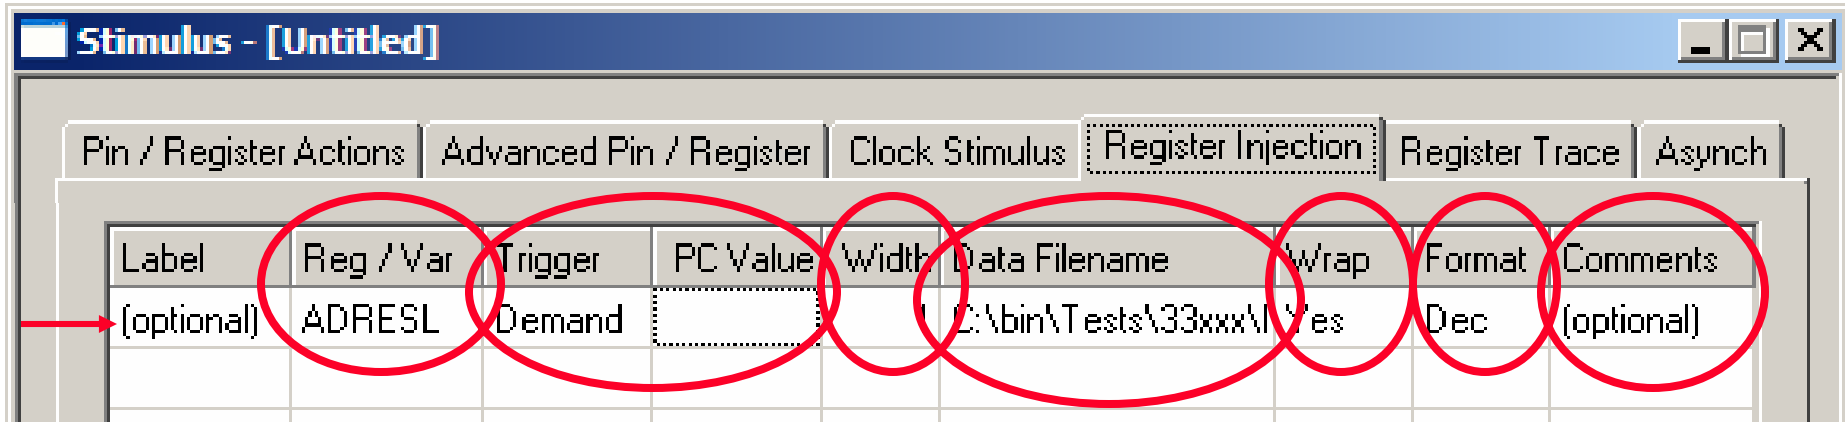 Stimulus - [Untitled]
Pin / Register Actions Advanced Pin / Register Clock Stimulus Register Injection Register Trace Asynch
Label Reg / Var Trigger PC Value Width Data Filename Wrap Format Comments
(optional) ADRESL Demand C:\bin\Tests\33xxx\ Yes Dec (optional)